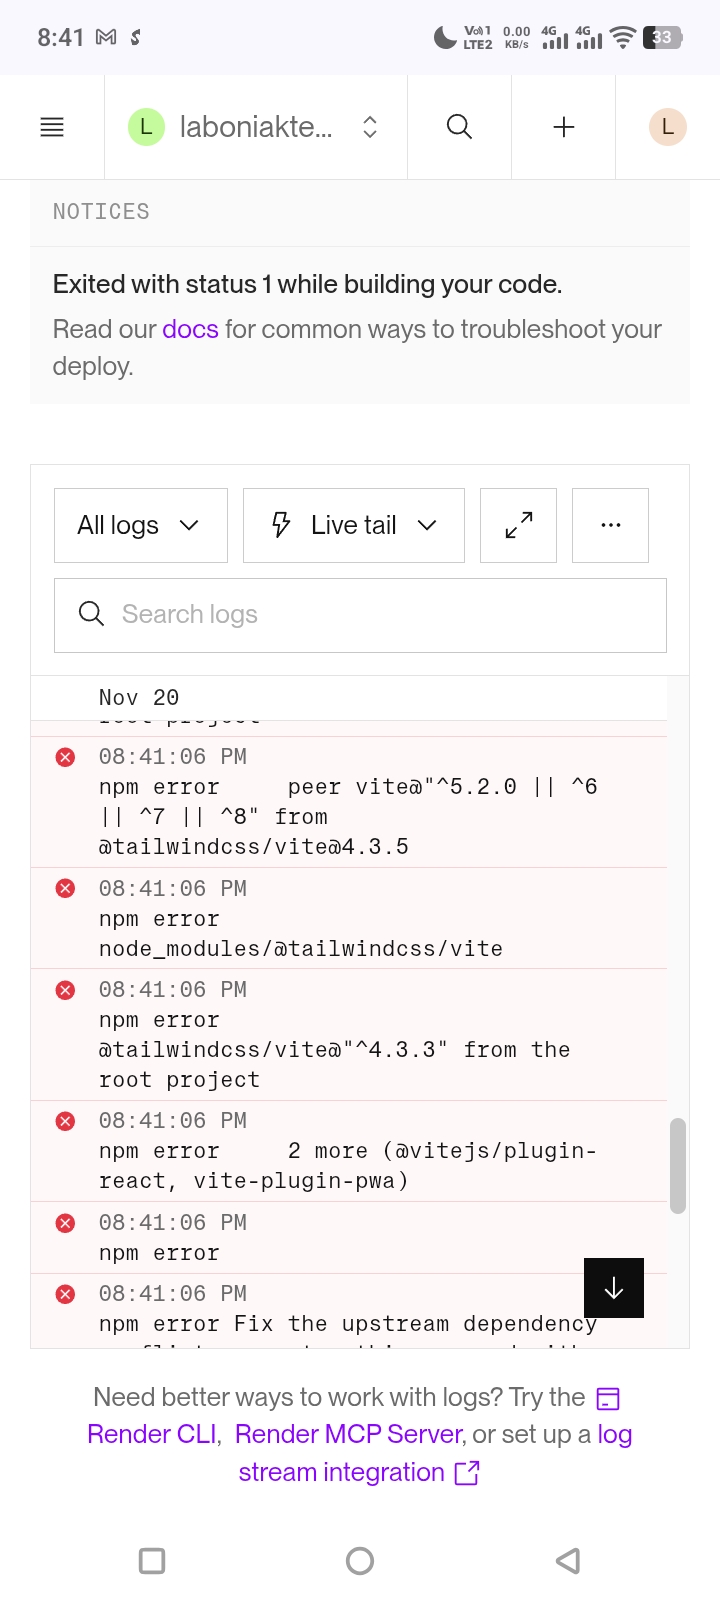 8:41
Vo))1
LTE2
0.00
KB/s
4G
4G
33
L
laboniakte...
L
NOTICES
Exited with status 1 while building your code.
Read our docs for common ways to troubleshoot your
deploy.
All logs
Live tail
Search logs
Nov 20
root project
08:41:06 PM
npm error     peer vite@"^5.2.0 || ^6
|| ^7 || ^8" from
@tailwindcss/vite@4.3.5
08:41:06 PM
npm error
node_modules/@tailwindcss/vite
08:41:06 PM
npm error
@tailwindcss/vite@"^4.3.3" from the
root project
08:41:06 PM
npm error     2 more (@vitejs/plugin-
react, vite-plugin-pwa)
08:41:06 PM
npm error
08:41:06 PM
npm error Fix the upstream dependency
Need better ways to work with logs? Try the
Render CLI, Render MCP Server, or set up a log
stream integration